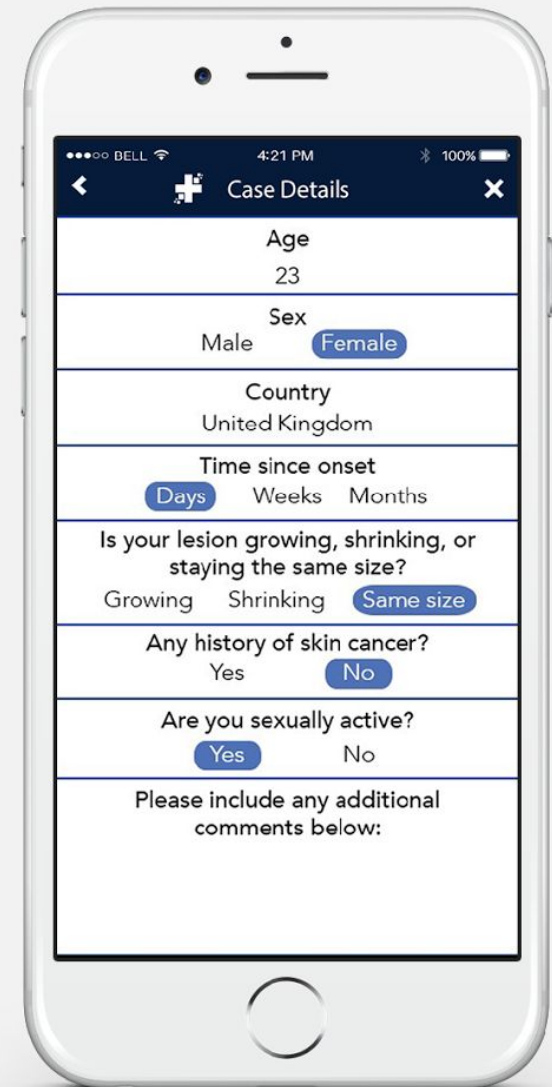 BELL 4:21 PM 100%
Case Details
Age
23
Sex
Male Female
Country
United Kingdom
Time since onset
Days Weeks Months
Is your lesion growing, shrinking, or
staying the same size?
Growing Shrinking Same size
Any history of skin cancer?
Yes No
Are you sexually active?
Yes No
Please include any additional
comments below: